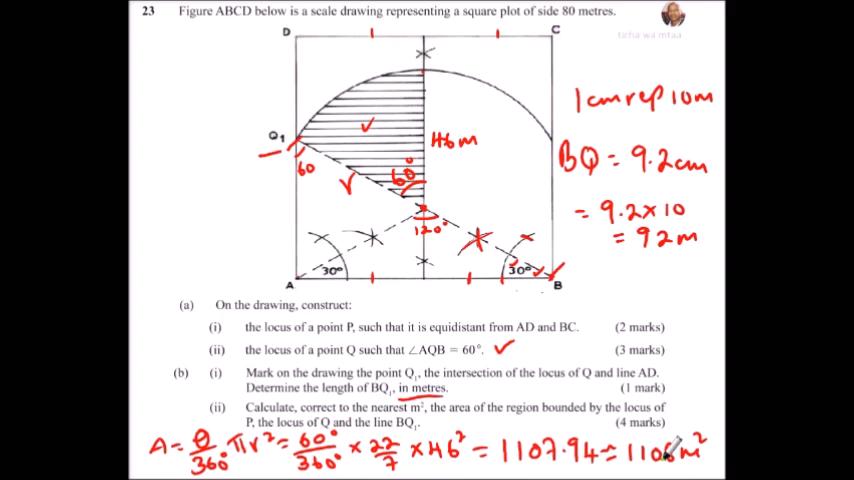 23 Figure ABCD below is a scale drawing representing a square plot of side 80 metres.
ticha wa mtaa
D
C
1cm rep 10m
Q1
46m
BQ = 9.2cm
60
60°
= 9.2 x 10
= 92m
120°
30°
30°
A
B
(a) On the drawing, construct:
(i) the locus of a point P, such that it is equidistant from AD and BC. (2 marks)
(ii) the locus of a point Q such that ∠AQB = 60°. (3 marks)
(b) (i) Mark on the drawing the point Q1, the intersection of the locus of Q and line AD.
Determine the length of BQ1, in metres. (1 mark)
(ii) Calculate, correct to the nearest m², the area of the region bounded by the locus of
P, the locus of Q and the line BQ1. (4 marks)
A = θ/360° πr² = 60°/360° × 22/7 × 46² = 1107.94 = 1108m²